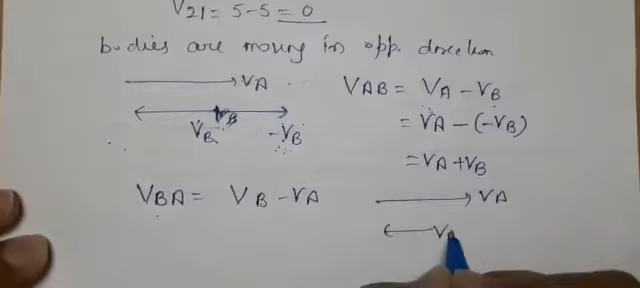 V21 = 5-5 = 0
bodies are moving in opp. direction
VA
VB VB -VB
VAB = VA - VB
= VA - (-VB)
= VA + VB
VBA = VB - VA
VA